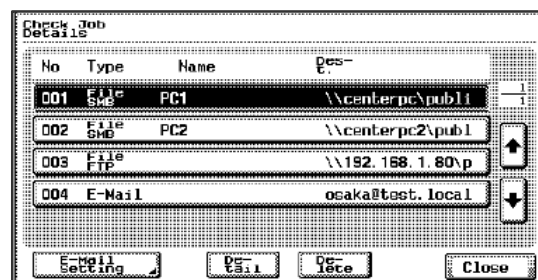 Check Job
Details
No Type Name Des-
t.
001 File
SMB PC1 \\centerpc\publi
1
1
002 File
SMB PC2 \\centerpc2\publ
003 File
FTP \\192.168.1.80\p
004 E-Mail osaka@test.local
E-Mail
Setting
De-
tail
De-
lete
Close